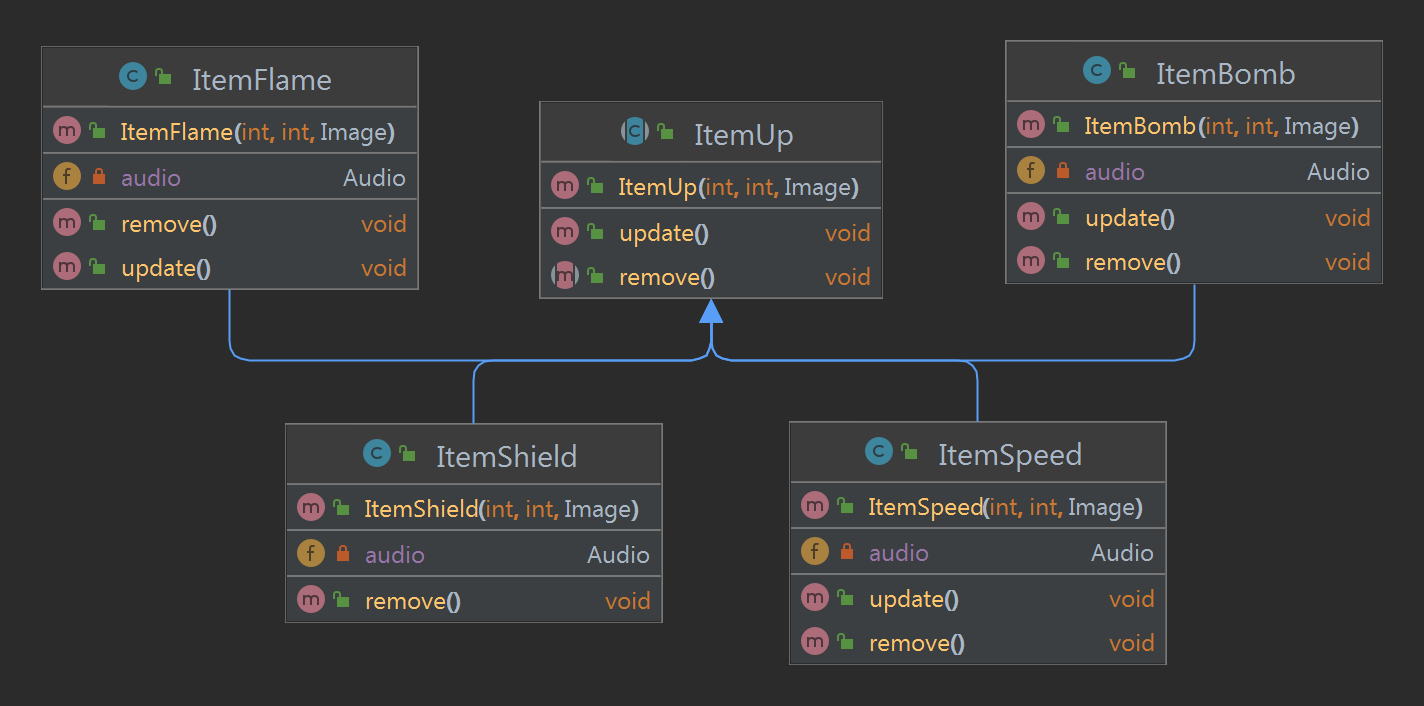 ItemFlame
ItemFlame(int, int, Image)
audio Audio
remove() void
update() void
ItemUp
ItemUp(int, int, Image)
update() void
remove() void
ItemBomb
ItemBomb(int, int, Image)
audio Audio
update() void
remove() void
ItemShield
ItemShield(int, int, Image)
audio Audio
remove() void
ItemSpeed
ItemSpeed(int, int, Image)
audio Audio
update() void
remove() void